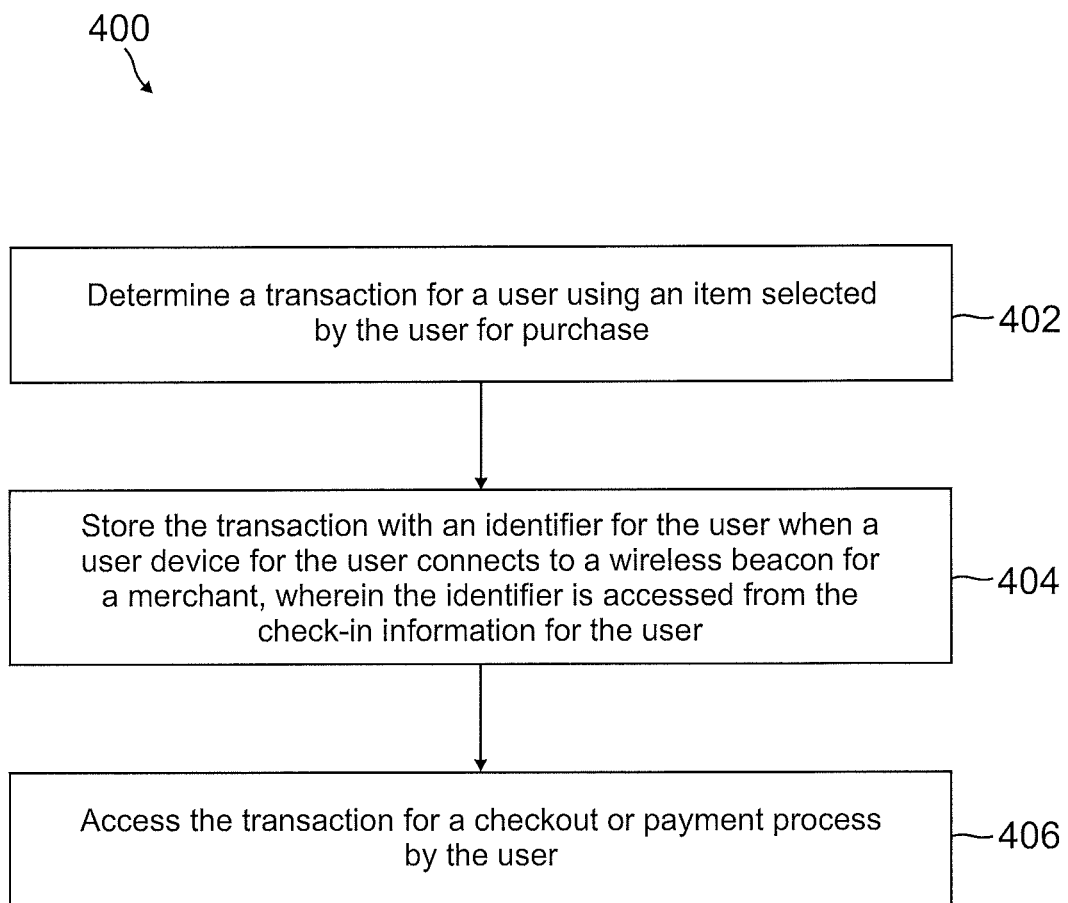 400
Determine a transaction for a user using an item selected
by the user for purchase
402
Store the transaction with an identifier for the user when a
user device for the user connects to a wireless beacon for
a merchant, wherein the identifier is accessed from the
check-in information for the user
404
Access the transaction for a checkout or payment process
by the user
406